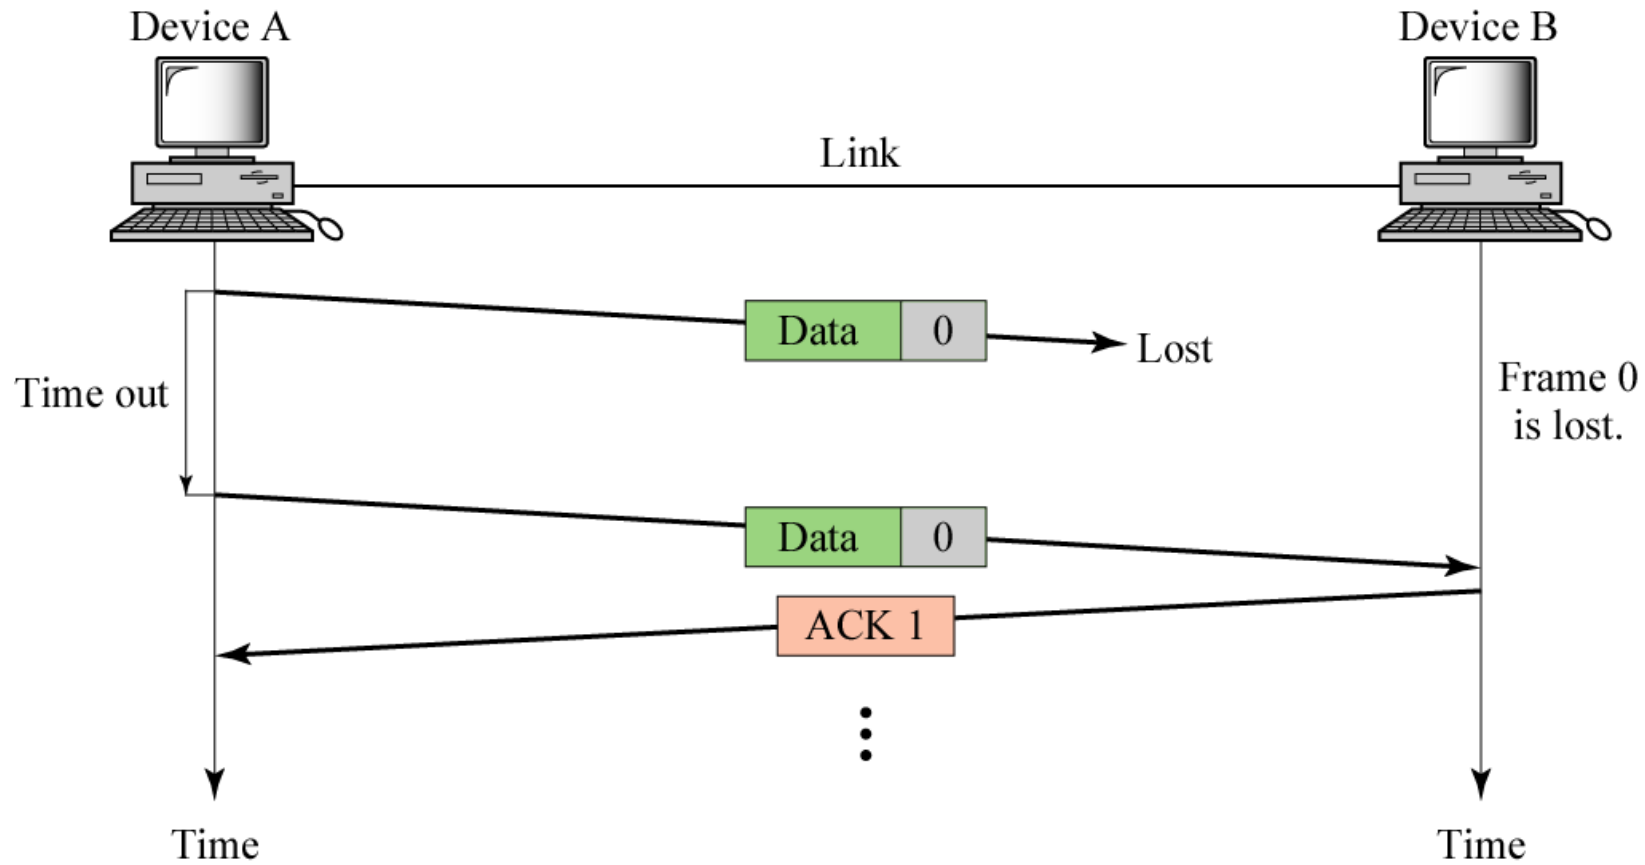 Device A
Device B
Link
Data 0
Lost
Time out
Frame 0
is lost.
Data 0
ACK 1
Time
Time